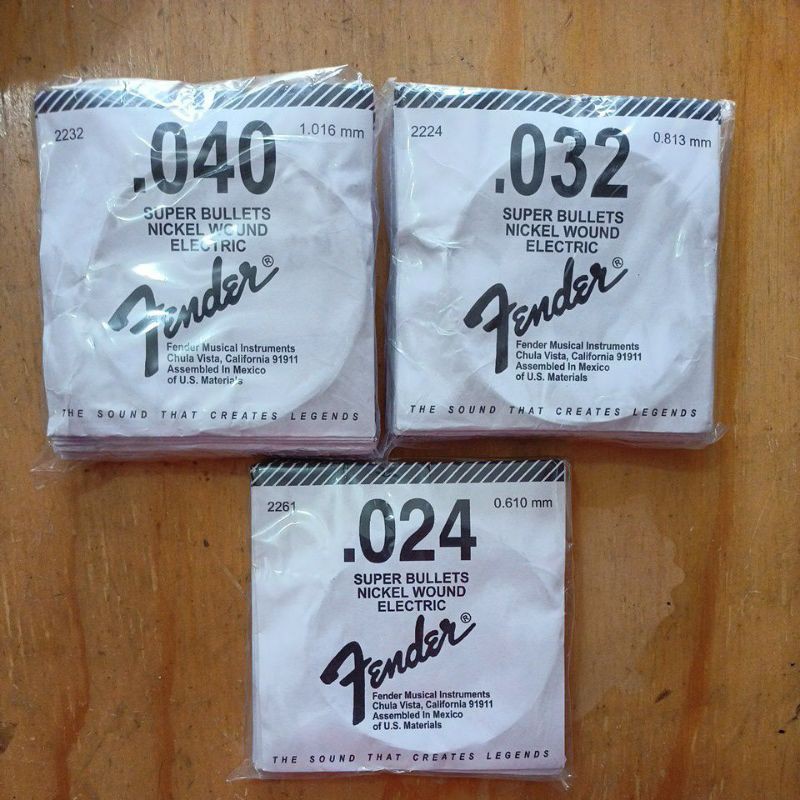 2232
1.016 mm
.040
SUPER BULLETS
NICKEL WOUND
ELECTRIC
Fender®
Fender Musical Instruments
Chula Vista, California 91911
Assembled In Mexico
of U.S. Materials
THE SOUND THAT CREATES LEGENDS
2224
0.813 mm
.032
SUPER BULLETS
NICKEL WOUND
ELECTRIC
Fender®
Fender Musical Instruments
Chula Vista, California 91911
Assembled In Mexico
of U.S. Materials
THE SOUND THAT CREATES LEGENDS
2261
0.610 mm
.024
SUPER BULLETS
NICKEL WOUND
ELECTRIC
Fender®
Fender Musical Instruments
Chula Vista, California 91911
Assembled In Mexico
of U.S. Materials
THE SOUND THAT CREATES LEGENDS